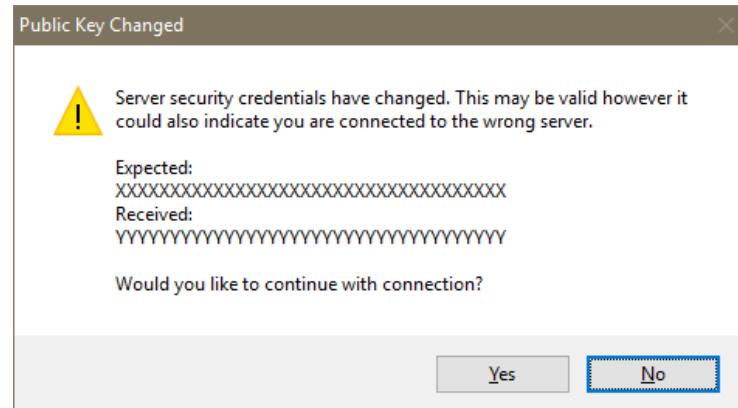 Public Key Changed
Server security credentials have changed. This may be valid however it
could also indicate you are connected to the wrong server.
Expected:
XXXXXXXXXXXXXXXXXXXXXXXXXXXXXXXXXXXX
Received:
YYYYYYYYYYYYYYYYYYYYYYYYYYYYYYYYYYYYY
Would you like to continue with connection?
Yes
No